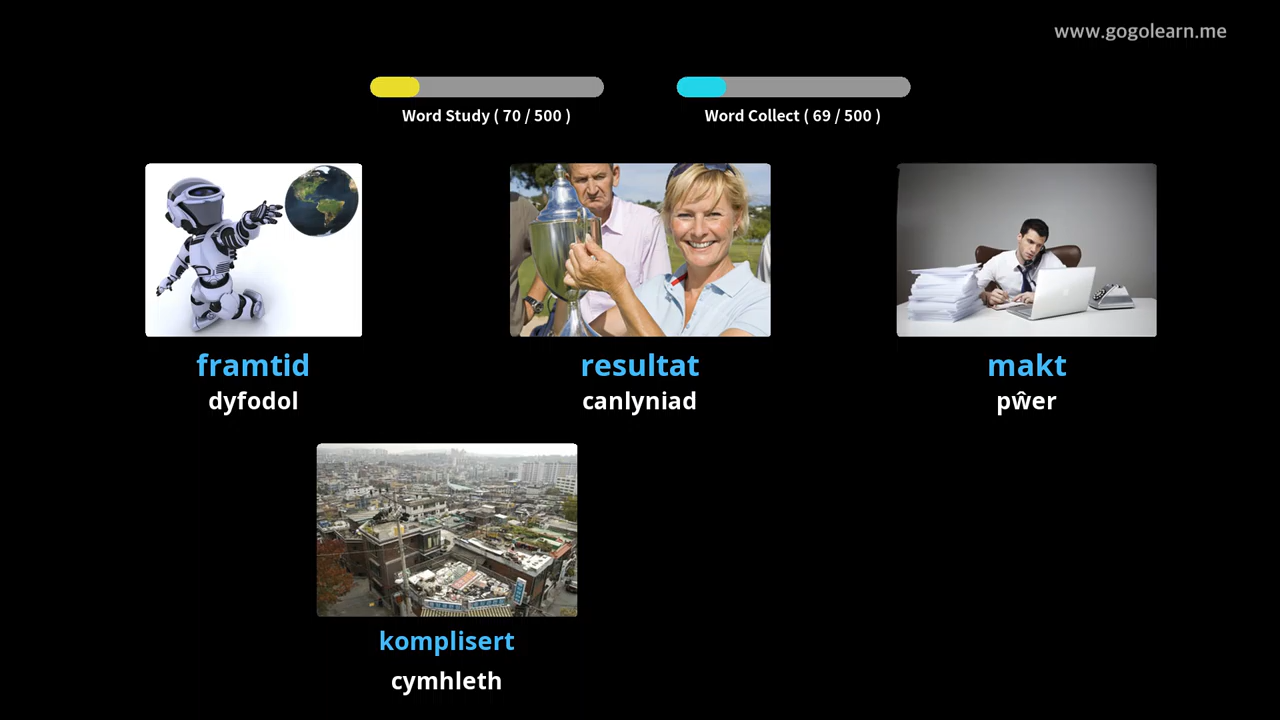 www.gogolearn.me
Word Study ( 70 / 500 )
Word Collect ( 69 / 500 )
framtid
dyfodol
resultat
canlyniad
makt
pŵer
komplisert
cymhleth